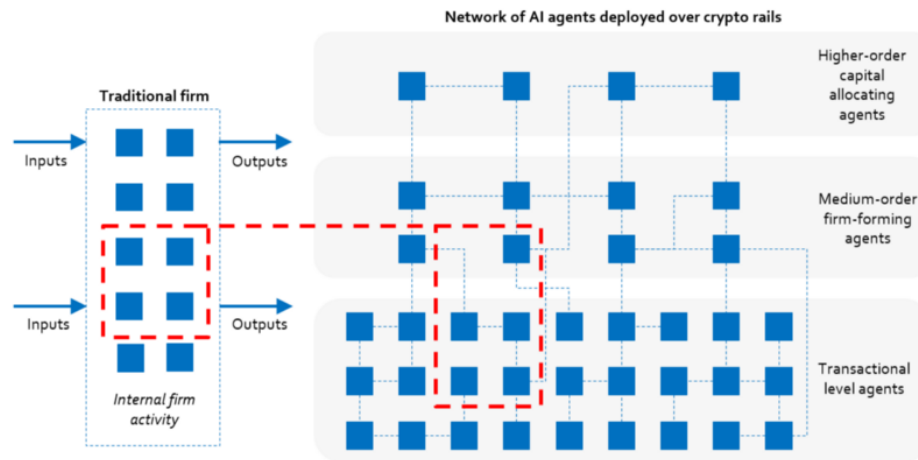 Network of AI agents deployed over crypto rails
Traditional firm
Inputs
Outputs
Inputs
Outputs
Internal firm
activity
Higher-order
capital
allocating
agents
Medium-order
firm-forming
agents
Transactional
level agents